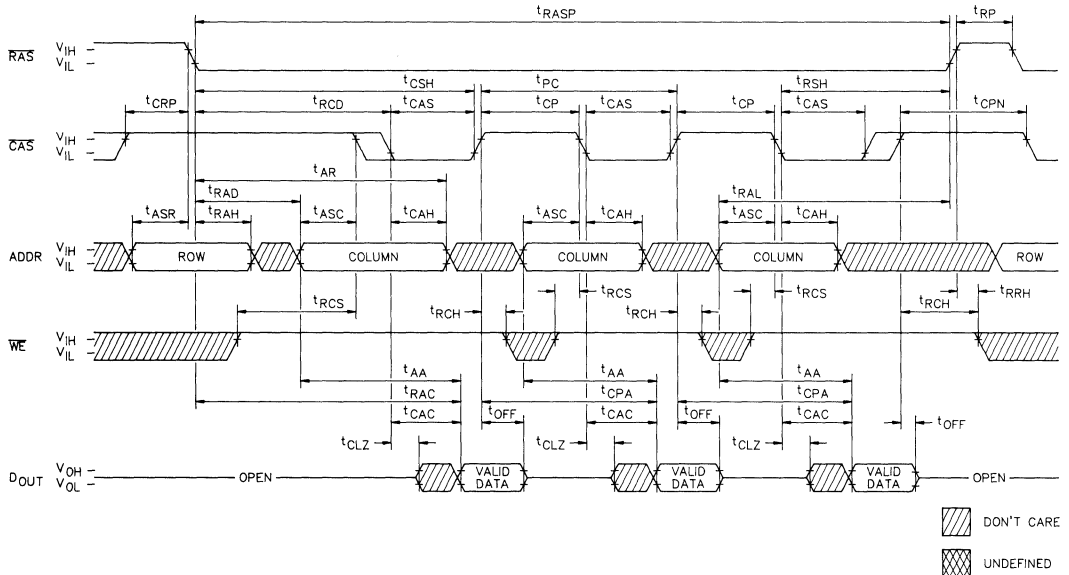 tRASP tRP
RAS VIH
VIL
tCSH tPC tRSH
tCRP tRCD tCAS tCP tCAS tCP tCAS tCPN
CAS VIH
VIL
tAR
tRAD tRAL
tASR tRAH tASC tCAH tASC tCAH tASC tCAH
ADDR VIH
VIL
ROW COLUMN COLUMN COLUMN ROW
tRCS tRCH tRCS tRCH tRCS tRCH tRRH
WE VIH
VIL
tAA tAA tAA
tRAC tCPA tCPA
tCAC tOFF tCAC tOFF tCAC tOFF
tCLZ tCLZ tCLZ
DOUT VOH
VOL
OPEN VALID DATA VALID DATA VALID DATA OPEN
DON'T CARE
UNDEFINED